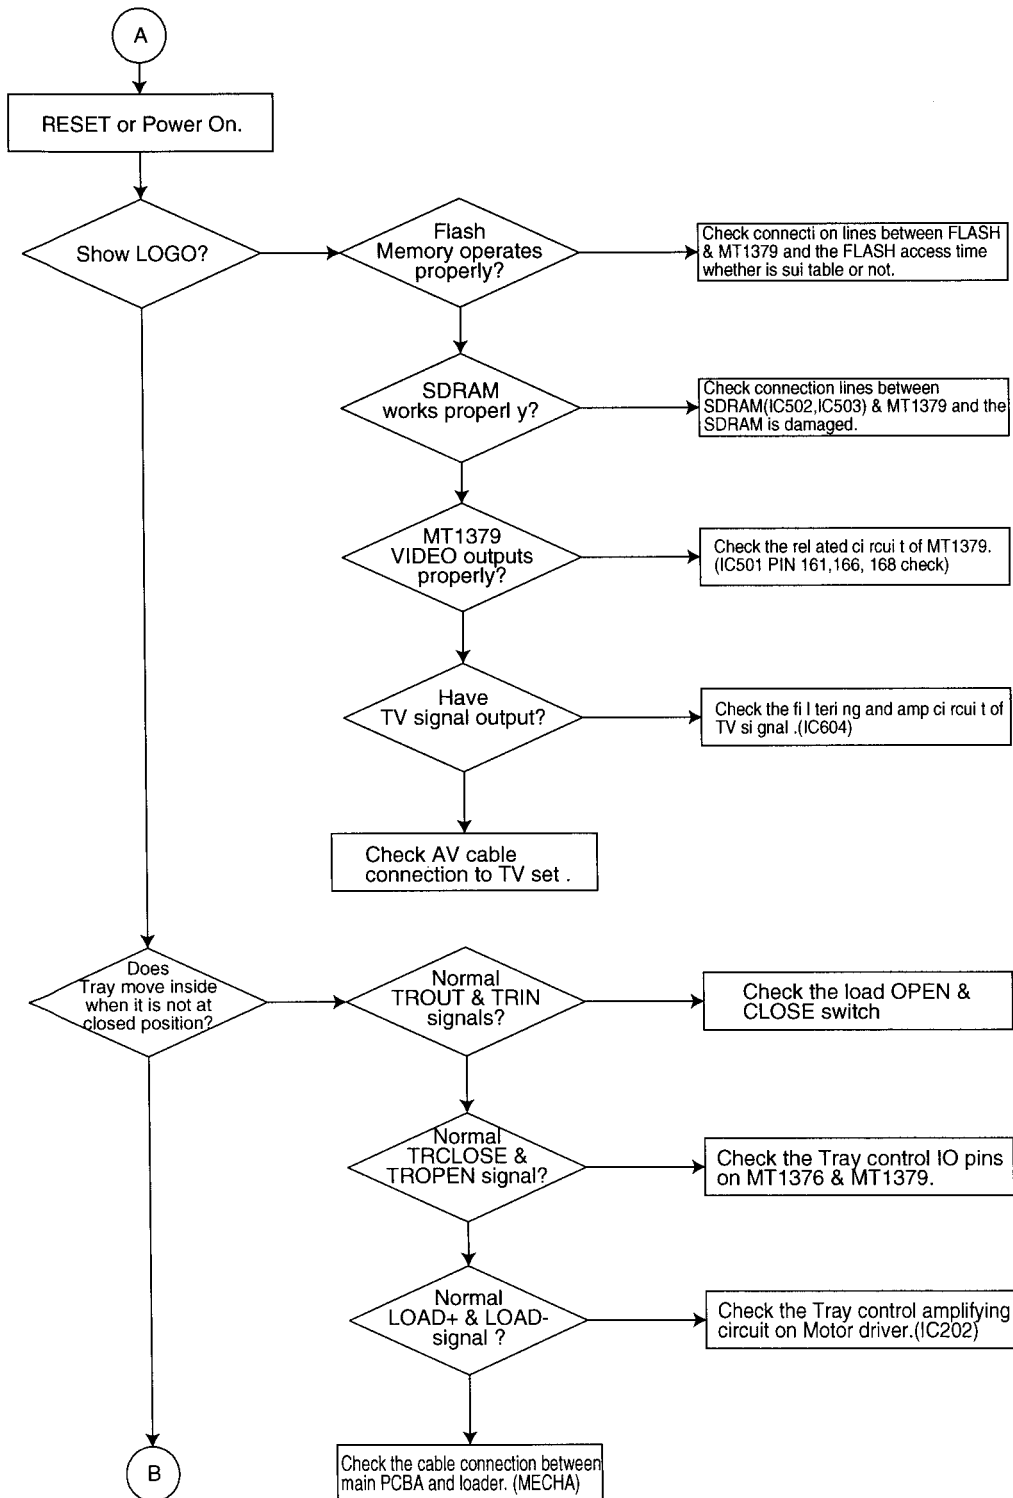 A
RESET or Power On.
Show LOGO?
Flash
Memory operates
properly?
Check connecti on lines between FLASH
& MT1379 and the FLASH access time
whether is sui table or not.
SDRAM
works properl y?
Check connection lines between
SDRAM(IC502,IC503) & MT1379 and the
SDRAM is damaged.
MT1379
VIDEO outputs
properly?
Check the rel ated ci rcui t of MT1379.
(IC501 PIN 161,166, 168 check)
Have
TV signal output?
Check the fi l teri ng and amp ci rcui t of
TV si gnal .(IC604)
Check AV cable
connection to TV set .
Does
Tray move inside
when it is not at
closed position?
Normal
TROUT & TRIN
signals?
Check the load OPEN &
CLOSE switch
Normal
TRCLOSE &
TROPEN signal?
Check the Tray control IO pins
on MT1376 & MT1379.
Normal
LOAD+ & LOAD-
signal ?
Check the Tray control amplifying
circuit on Motor driver.(IC202)
Check the cable connection between
main PCBA and loader. (MECHA)
B